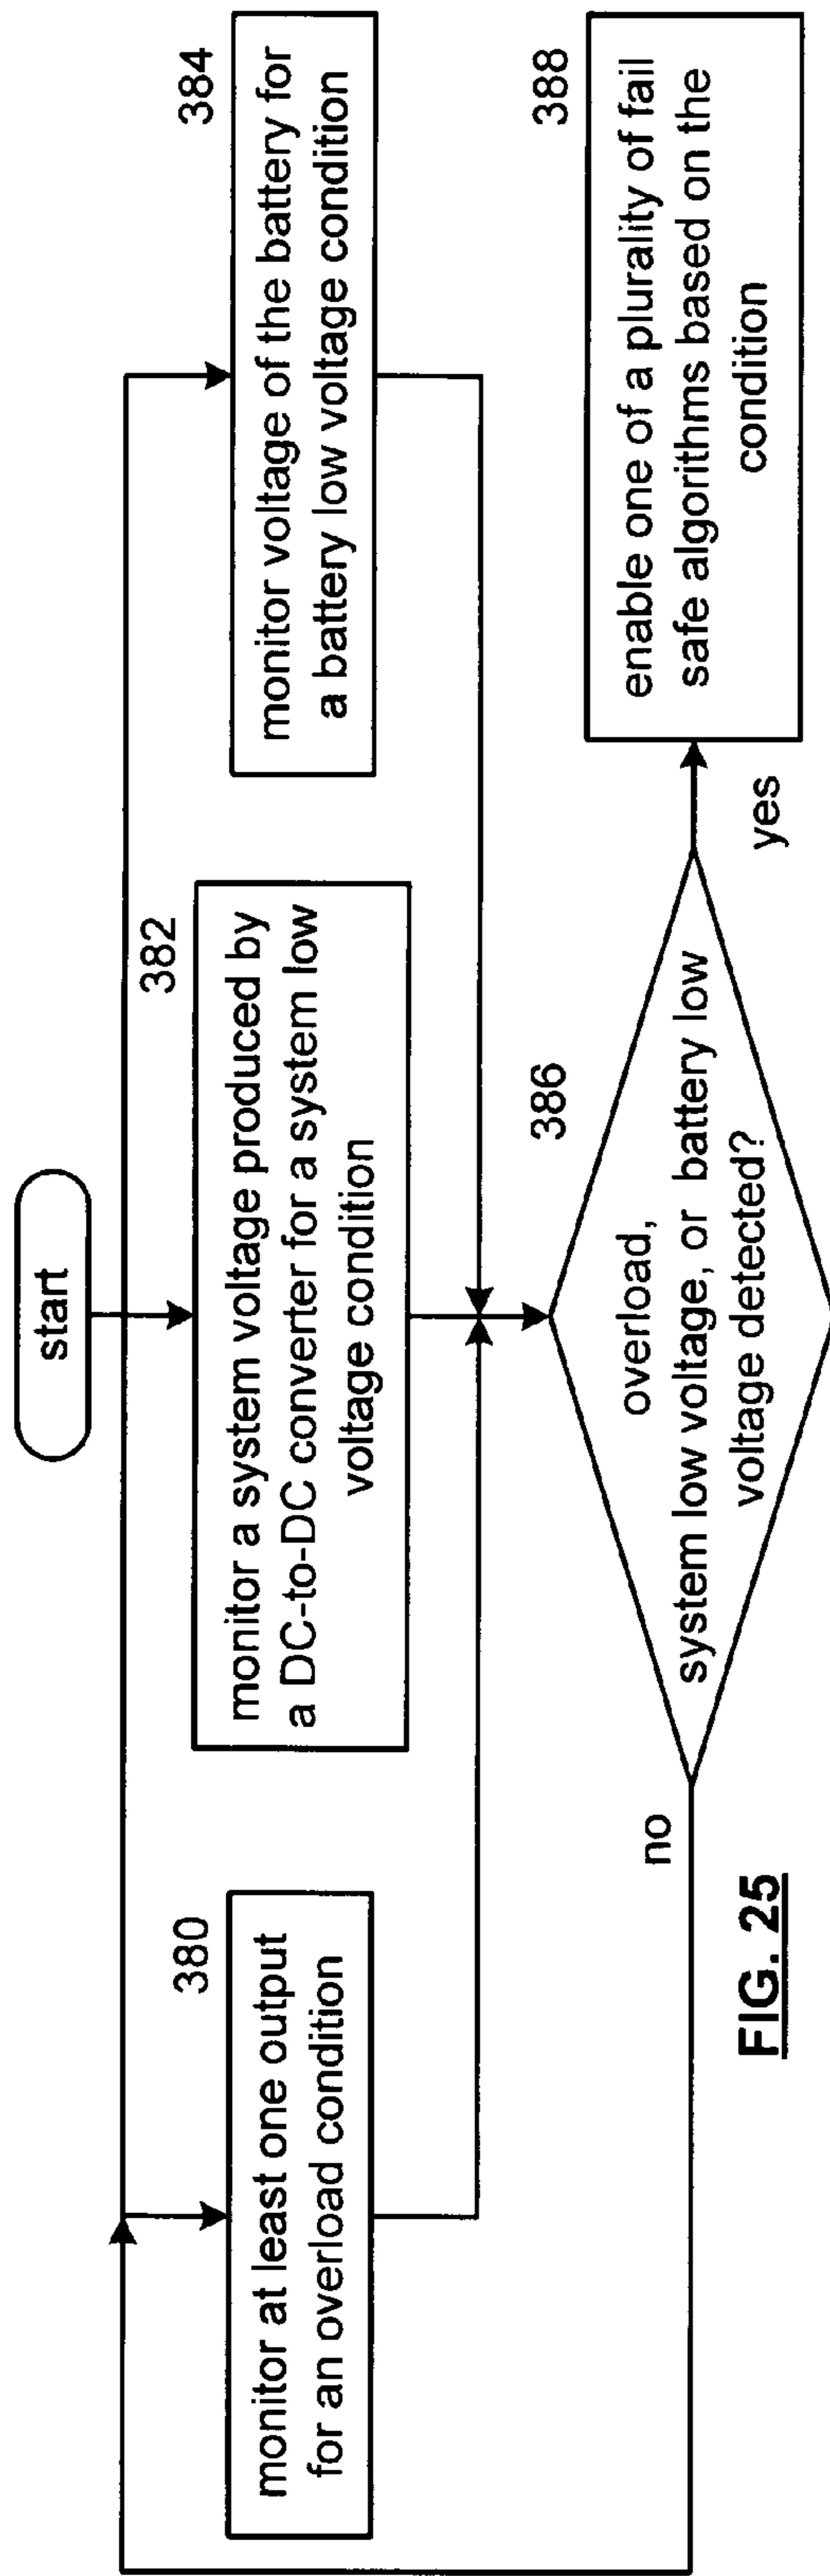 start
380
monitor at least one output
for an overload condition
382
monitor a system voltage produced by
a DC-to-DC converter for a system low
voltage condition
384
monitor voltage of the battery for
a battery low voltage condition
386
overload,
system low voltage, or battery low
voltage detected?
no
yes
388
enable one of a plurality of fail
safe algorithms based on the
condition
FIG. 25